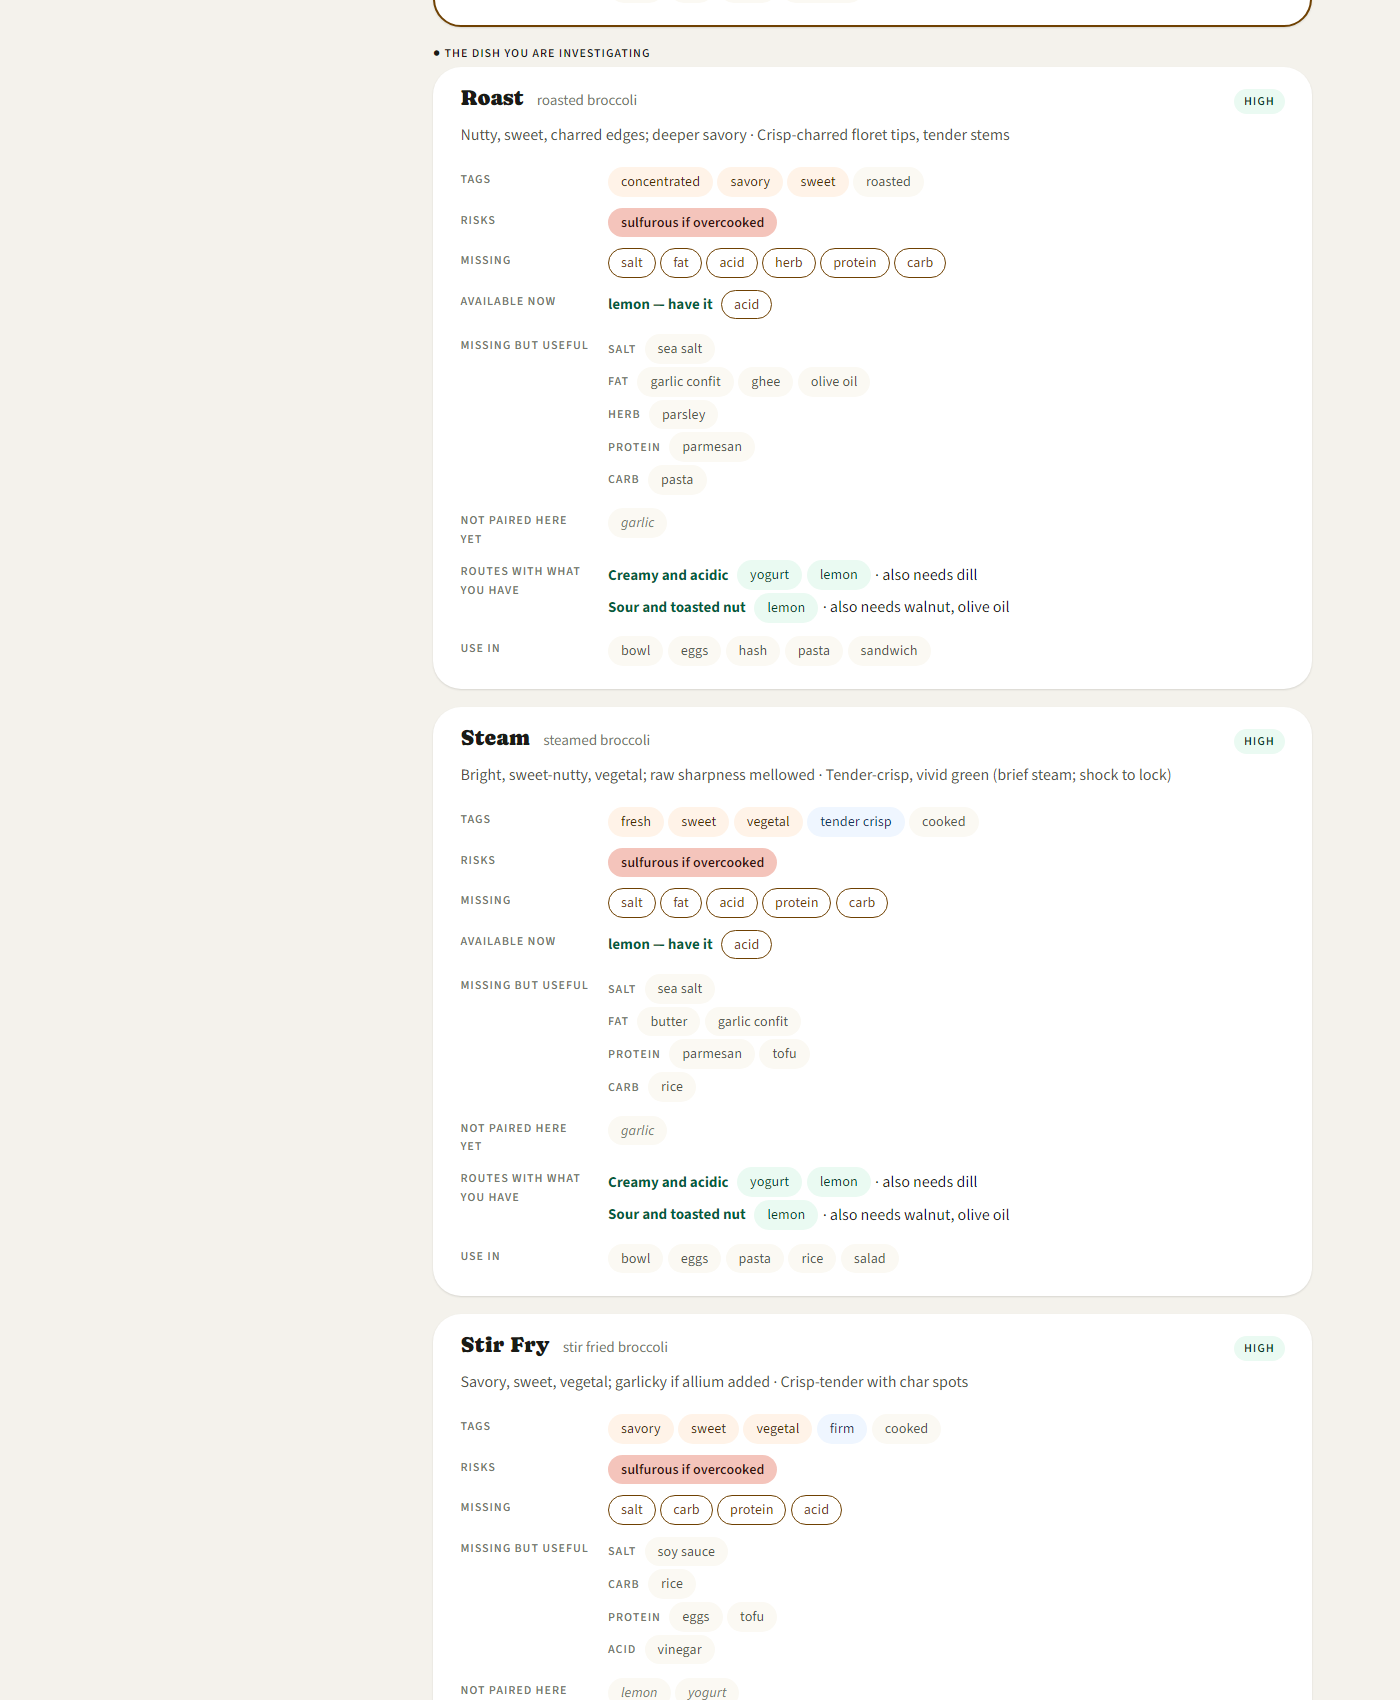 • THE DISH YOU ARE INVESTIGATING
Roast roasted broccoli HIGH
Nutty, sweet, charred edges; deeper savory · Crisp-charred floret tips, tender stems
TAGS concentrated savory sweet roasted
RISKS sulfurous if overcooked
MISSING salt fat acid herb protein carb
AVAILABLE NOW lemon — have it acid
MISSING BUT USEFUL SALT sea salt
FAT garlic confit ghee olive oil
HERB parsley
PROTEIN parmesan
CARB pasta
NOT PAIRED HERE YET garlic
ROUTES WITH WHAT YOU HAVE Creamy and acidic yogurt lemon · also needs dill
Sour and toasted nut lemon · also needs walnut, olive oil
USE IN bowl eggs hash pasta sandwich
Steam steamed broccoli HIGH
Bright, sweet-nutty, vegetal; raw sharpness mellowed · Tender-crisp, vivid green (brief steam; shock to lock)
TAGS fresh sweet vegetal tender crisp cooked
RISKS sulfurous if overcooked
MISSING salt fat acid protein carb
AVAILABLE NOW lemon — have it acid
MISSING BUT USEFUL SALT sea salt
FAT butter garlic confit
PROTEIN parmesan tofu
CARB rice
NOT PAIRED HERE YET garlic
ROUTES WITH WHAT YOU HAVE Creamy and acidic yogurt lemon · also needs dill
Sour and toasted nut lemon · also needs walnut, olive oil
USE IN bowl eggs pasta rice salad
Stir Fry stir fried broccoli HIGH
Savory, sweet, vegetal; garlicky if allium added · Crisp-tender with char spots
TAGS savory sweet vegetal firm cooked
RISKS sulfurous if overcooked
MISSING salt carb protein acid
MISSING BUT USEFUL SALT soy sauce
CARB rice
PROTEIN eggs tofu
ACID vinegar
NOT PAIRED HERE lemon yogurt